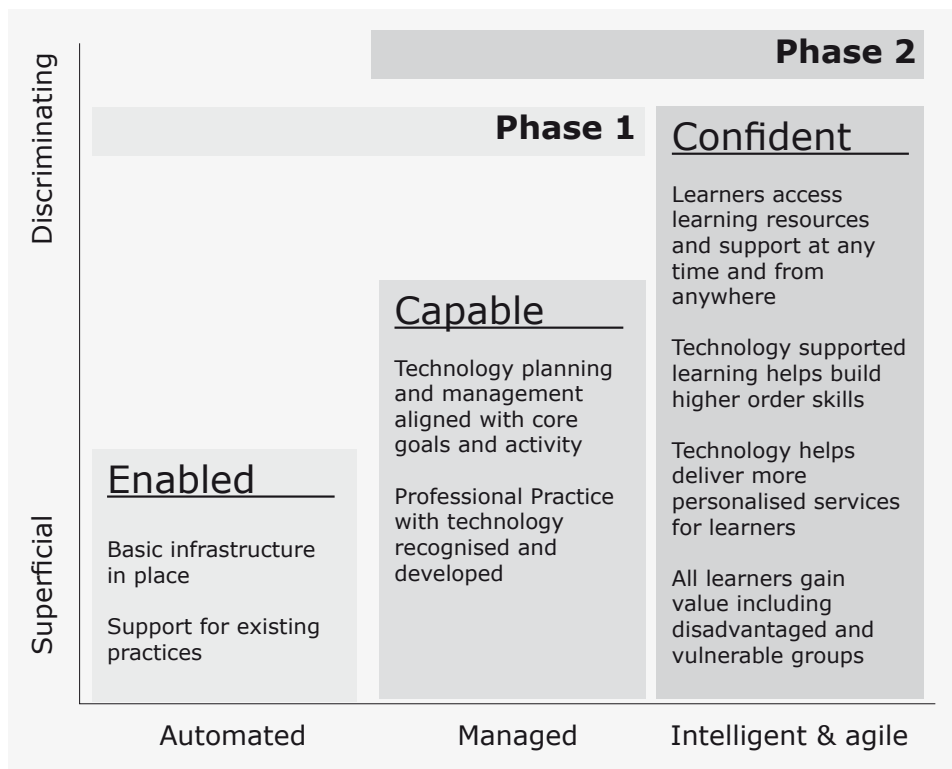 Discriminating
Superficial
Phase 2
Phase 1
Enabled
Basic infrastructure
in place
Support for existing
practices
Capable
Technology planning
and management
aligned with core
goals and activity
Professional Practice
with technology
recognised and
developed
Confident
Learners access
learning resources
and support at any
time and from
anywhere
Technology supported
learning helps build
higher order skills
Technology helps
deliver more
personalised services
for learners
All learners gain
value including
disadvantaged and
vulnerable groups
Automated
Managed
Intelligent & agile